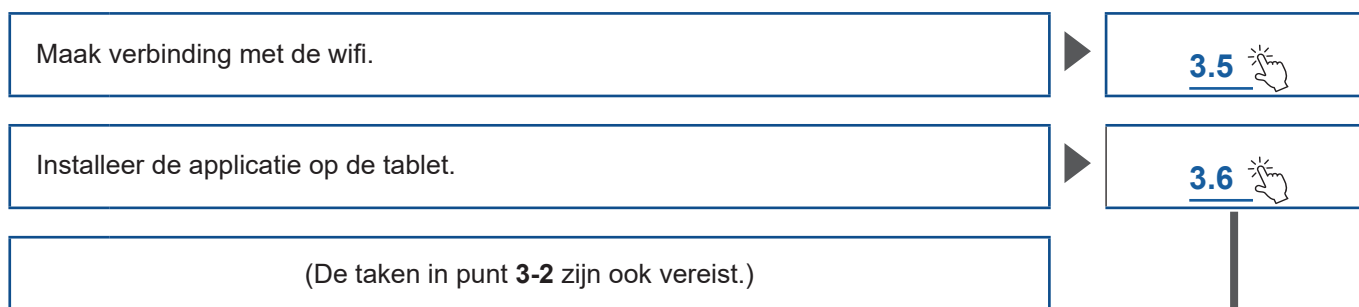 Maak verbinding met de wifi.
3.5
Installeer de applicatie op de tablet.
3.6
(De taken in punt 3-2 zijn ook vereist.)